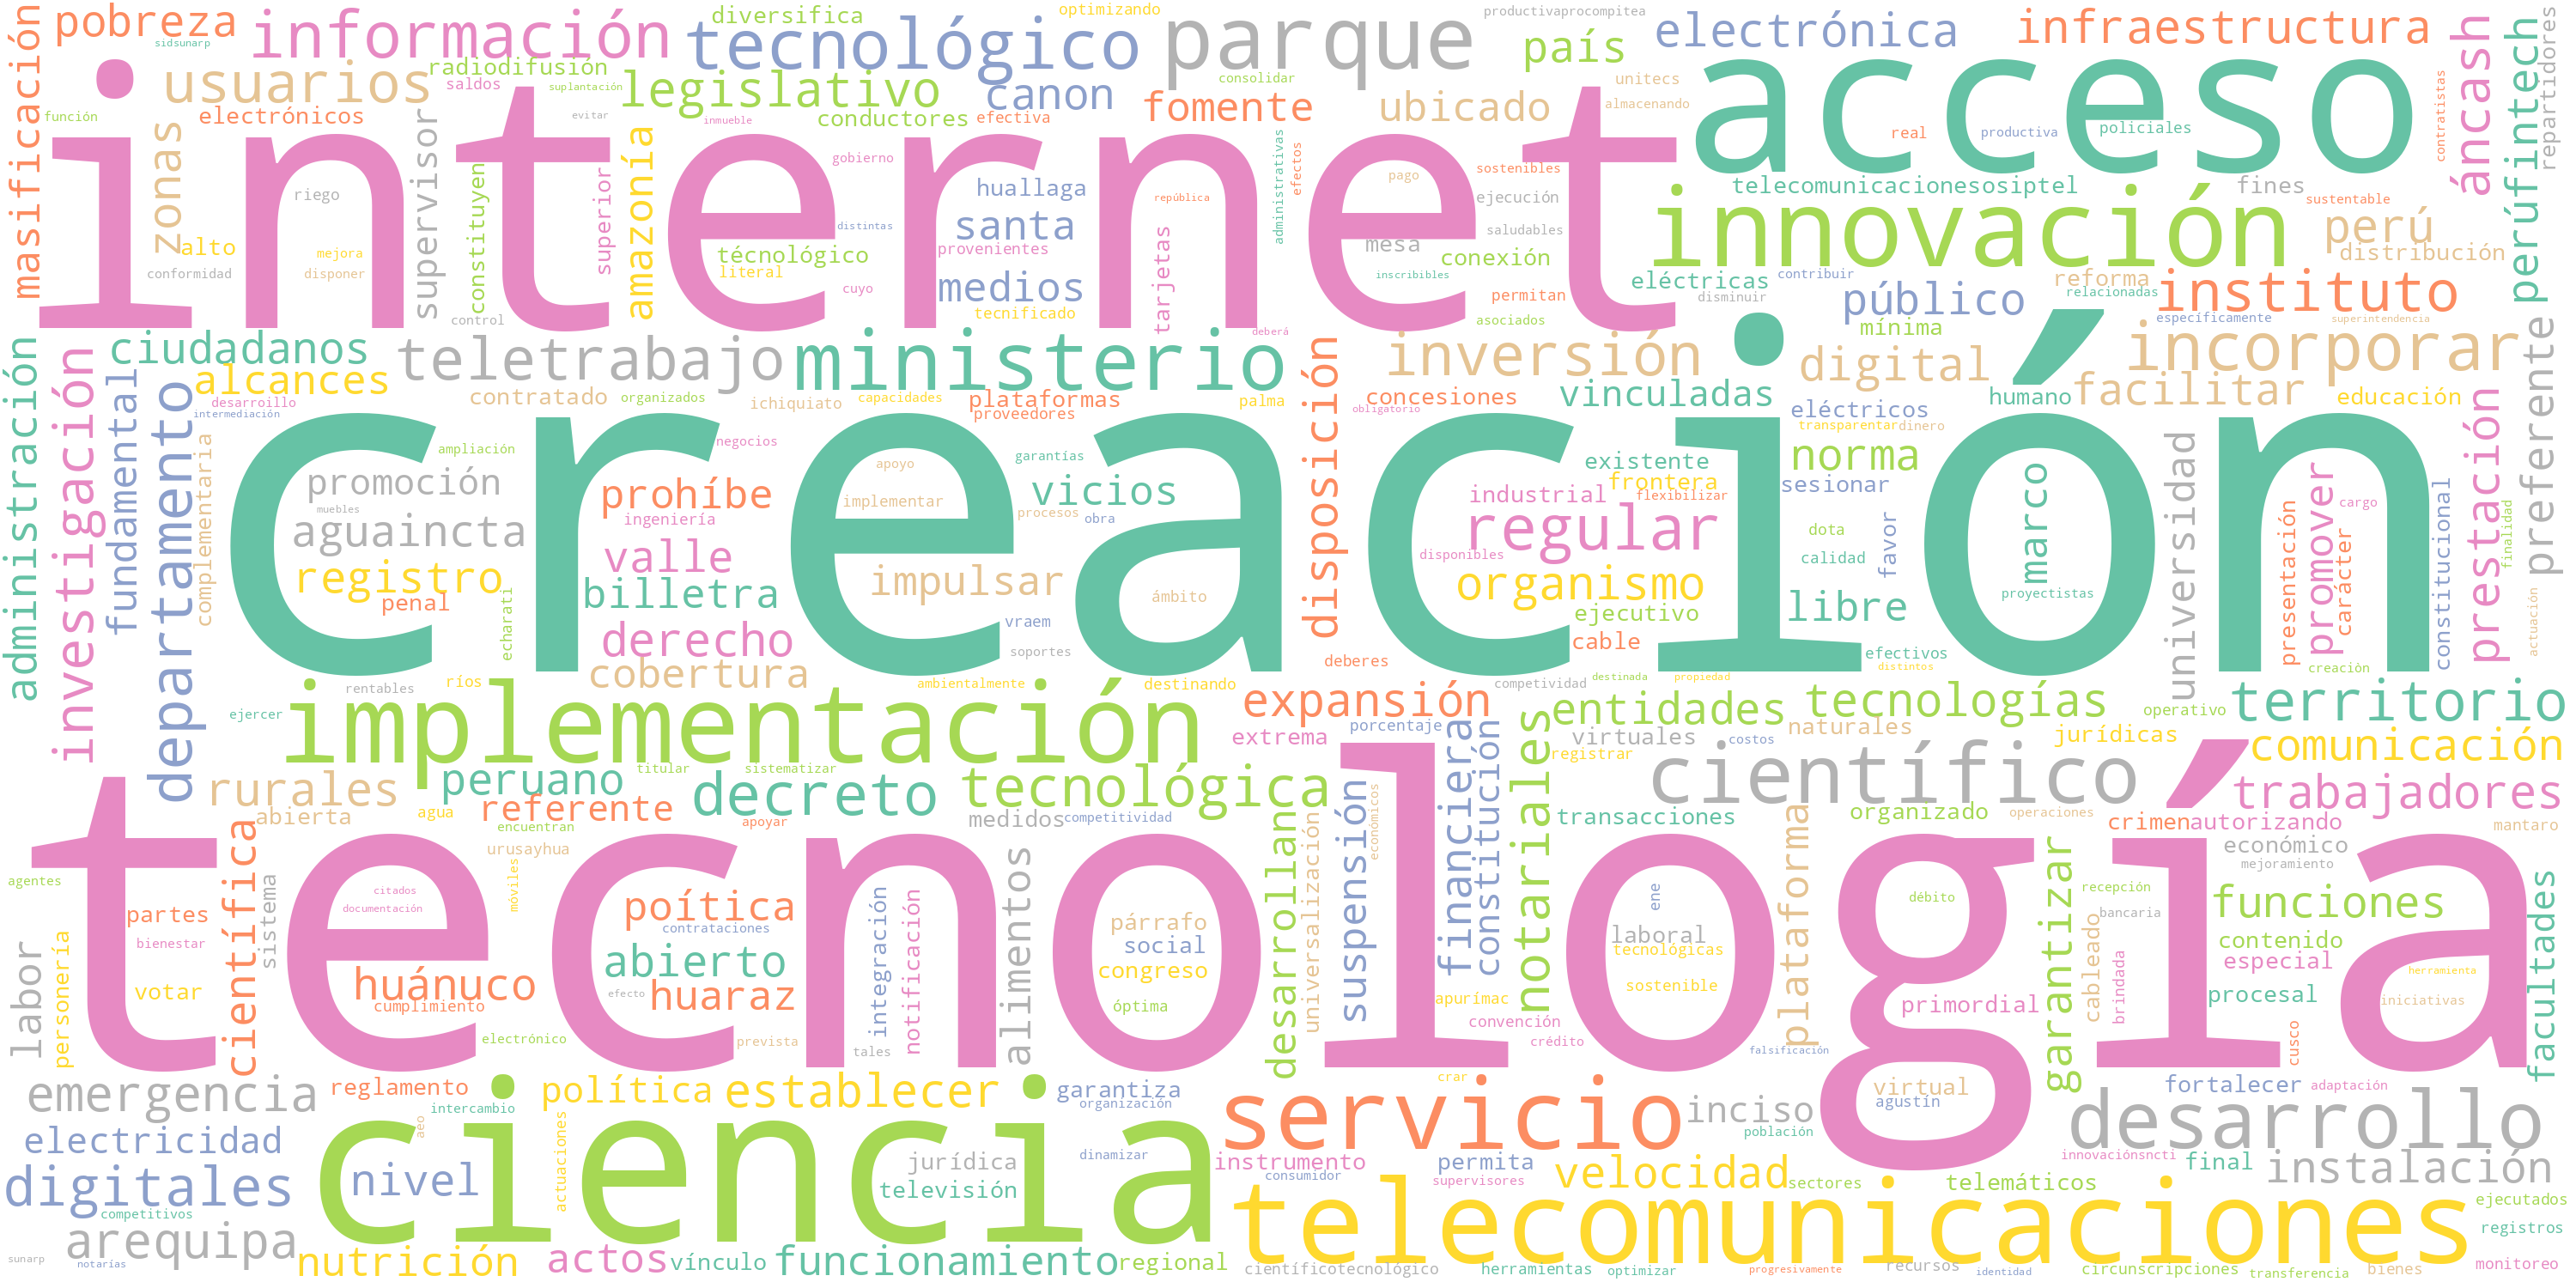 pobreza
información
diversifica
optimizando
tecnológico
parque
productivaprocompitea
país
electrónica
infraestructura
sidsunarp
radiodifusión
usuarios
saldos
suplantación
legislativo
canon
consolidar
fomente
ubicado
unitecs
almacenando
acceso
áncash
perúfintech
repartidores
masificación
función
electrónicos
conductores
evitar
inmueble
efectiva
real
productiva
policiales
contratistas
internet
zonas
riego
supervisor
constituyen
superior
amazonía
gobierno
huallaga
santa
república
administrativas
efectos
pago
sostenibles
ejecución
telecomunicacionesosiptel
fines
sustentable
innovación
perú
distribución
alto
mejora
conformidad
disponer
técnológico
literal
distintas
provenientes
tarjetas
mesa
saludables
conexión
inscribibles
cuyo
medios
tecnificado
permitan
asociados
eléctricas
contribuir
disminuir
reforma
relacionadas
público
instituto
control
deberá
mínima
específicamente
superintendencia
ciudadanos
teletrabajo
ministerio
inversión
digital
incorporar
alcances
desarroillo
intermediación
contratado
organizados
ichiquiato
capacidades
plataformas
proveedores
palma
disposición
concesiones
obligatorio
vinculadas
humano
facilitar
educación
preferente
administración
investigación
fundamental
departamento
complementaria
creación
eléctricos
transparentar
dinero
ampliación
negocios
apoyo
garantías
existente
norma
promoción
prohíbe
implementar
vicios
industrial
frontera
flexibilizar
sesionar
marco
universidad
promover
cargo
constitucional
prestación
finalidad
muebles
aguaincta
ingeniería
procesos
obra
regular
dota
favor
presentación
carácter
valle
disponibles
calidad
registro
billetra
impulsar
ámbito
organismo
libre
proyectistas
penal
echarati
derecho
vraem
ejecutivo
actuación
cobertura
soportes
cable
deberes
efectivos
distintos
creaciòn
rentables
ríos
ambientalmente
destinando
competividad
destinada
propiedad
ejercer
implementación
expansión
porcentaje
entidades
tecnologías
operativo
territorio
extrema
virtuales
costos
naturales
jurídicas
comunicación
registrar
rurales
peruano
titular
sistematizar
tecnológica
financiera
constitución
notariales
científico
trabajadores
abierta
agua
referente
decreto
apoyar
medidos
competitividad
transacciones
organizado
operaciones
crimen
autorizando
mantaro
encuentran
urusayhua
económicos
económico
mejoramiento
tecnología
agentes
científica
sistema
citados
documentación
móviles
poítica
contrataciones
alimentos
desarrollan
universalización
suspensión
ene
plataforma
débito
garantizar
recepción
bancaria
funciones
facultades
partes
bienestar
párrafo
social
laboral
tecnológicas
cableado
contenido
especial
labor
personería
votar
huánuco
cumplimiento
abierto
efecto
huaraz
integración
notificación
congreso
óptima
apurímac
sostenible
primordial
brindada
procesal
herramienta
iniciativas
electrónico
prevista
tales
convención
crédito
falsificación
cusco
emergencia
reglamento
intercambio
aeo
política
establecer
garantiza
organización
crar
virtual
agustín
fortalecer
adaptación
electricidad
ciencia
actuaciones
servicio
inciso
población
desarrollo
nivel
jurídica
dinamizar
instrumento
consumidor
permita
supervisores
velocidad
sectores
innovaciónsncti
final
instalación
digitales
televisión
telemáticos
competitivos
telecomunicaciones
ejecutados
arequipa
registros
sunarp
notarías
nutrición
actos
vínculo
funcionamiento
regional
científicotecnológico
herramientas
optimizar
progresivamente
recursos
identidad
circunscripciones
transferencia
bienes
monitoreo